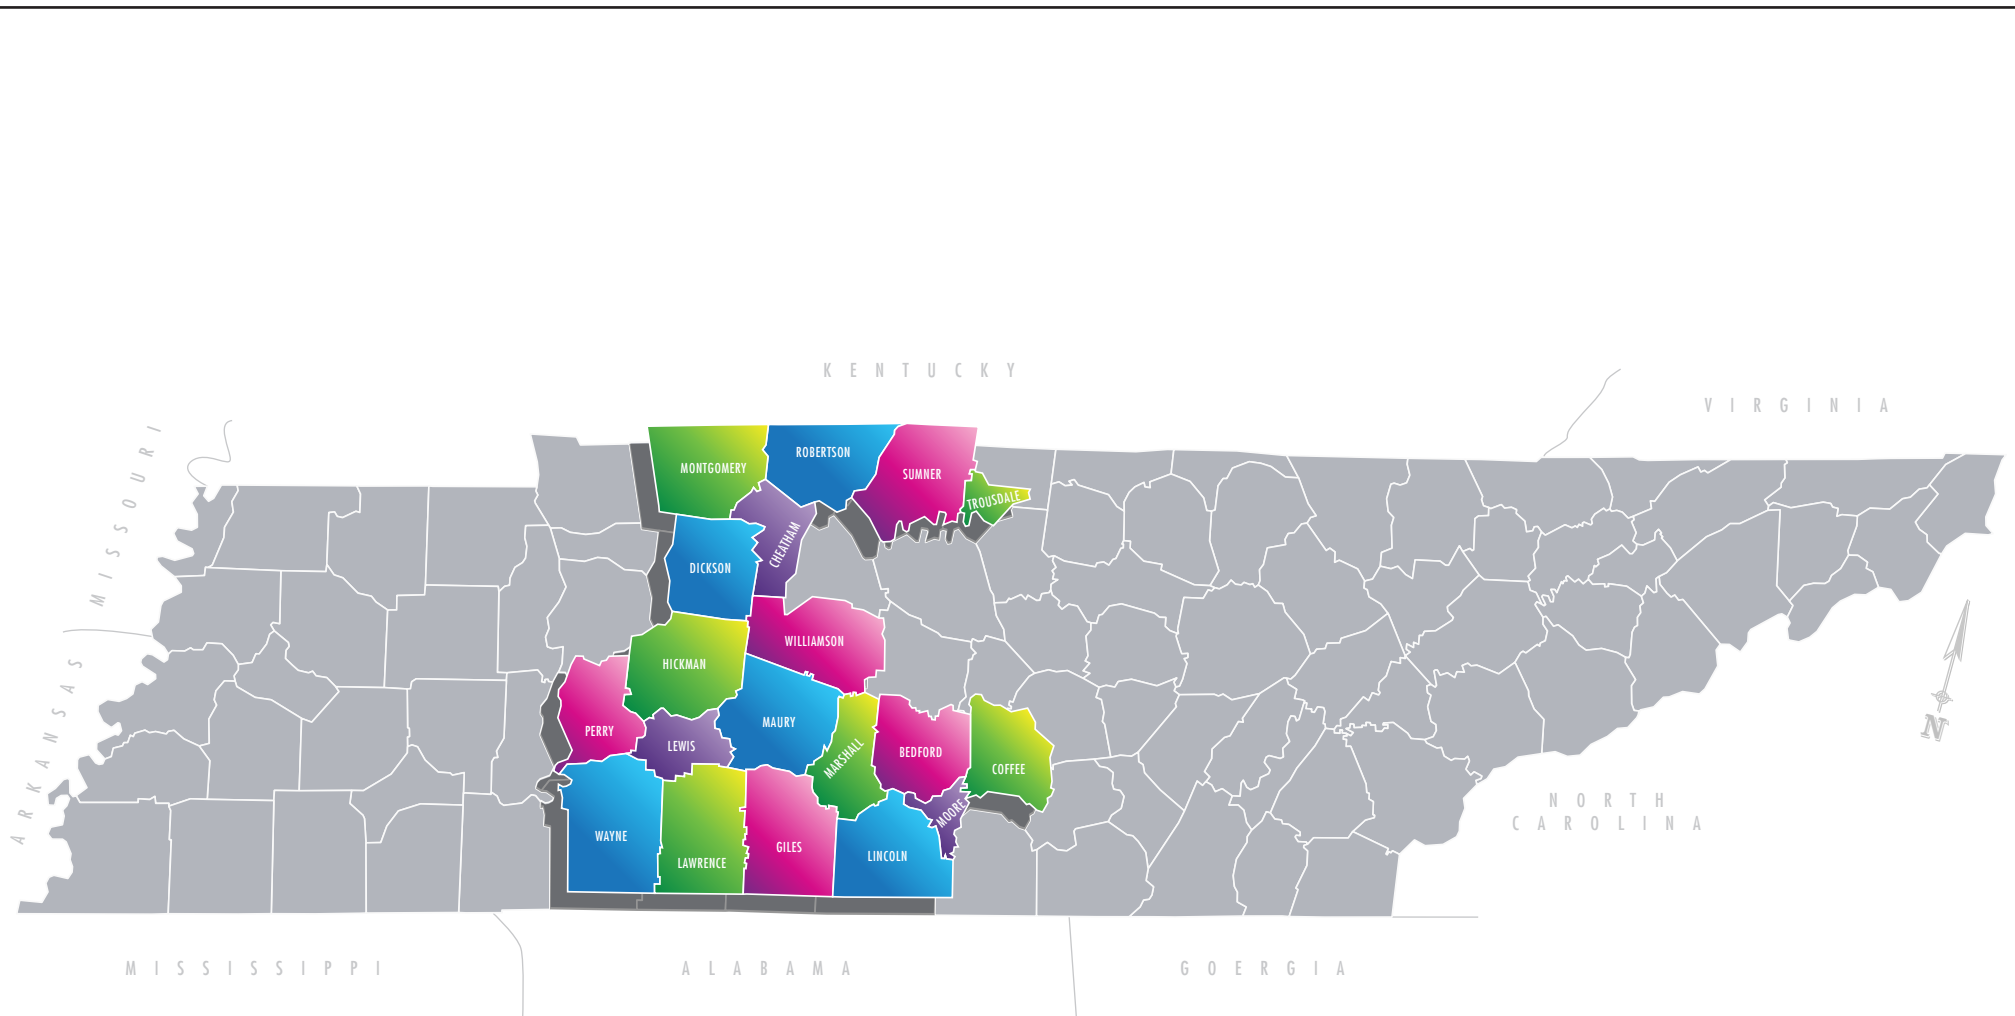 KENTUCKY
VIRGINIA
MISSOURI
ARKANSAS
MONTGOMERY
ROBERTSON
SUMNER
TROUSDALE
CHEATHAM
DICKSON
WILLIAMSON
HICKMAN
PERRY
LEWIS
MAURY
MARSHALL
BEDFORD
COFFEE
MOORE
WAYNE
LAWRENCE
GILES
LINCOLN
N
NORTH
CAROLINA
MISSISSIPPI
ALABAMA
GOERGIA